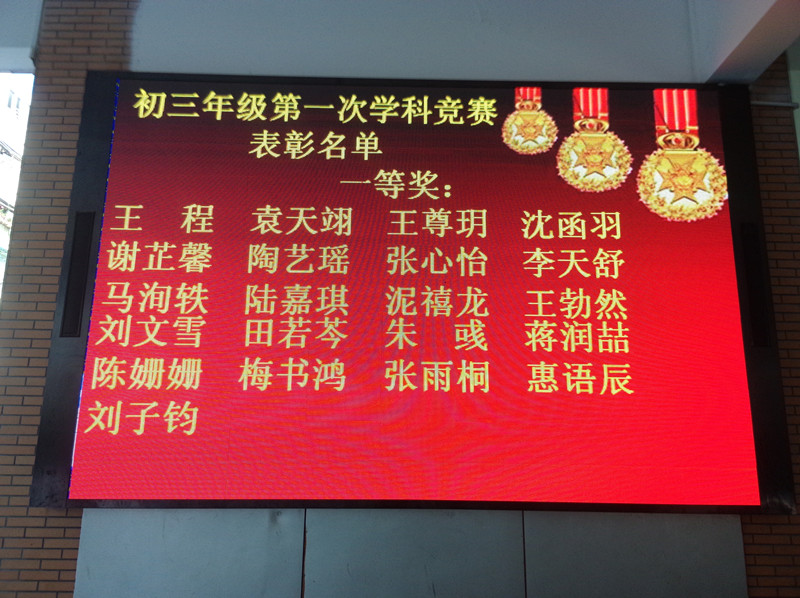 初三年级第一次学科竞赛
表彰名单
一等奖：
王　程 袁天翊 王尊玥 沈函羽
谢芷馨 陶艺瑶 张心怡 李天舒
马洵轶 陆嘉琪 泥禧龙 王勃然
刘文雪 田若芩 朱　彧 蒋润喆
陈姗姗 梅书鸿 张雨桐 惠语辰
刘子钧